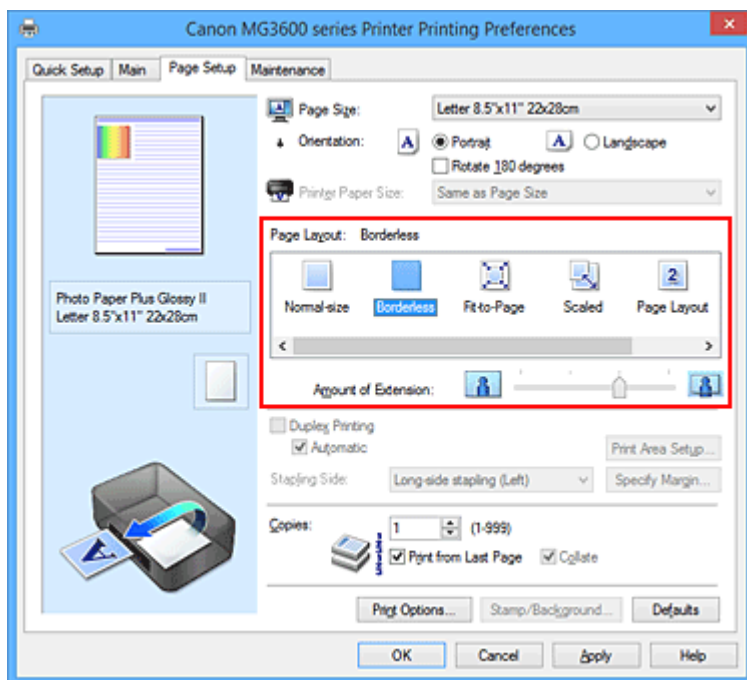 Canon MG3600 series Printer Printing Preferences
Quick Setup Main Page Setup Maintenance
Page Size: Letter 8.5"x11" 22x28cm
Orientation: A Portrait A Landscape
Rotate 180 degrees
Printer Paper Size: Same as Page Size
Page Layout: Borderless
2
Normal-size Borderless Fit-to-Page Scaled Page Layout
Photo Paper Plus Glossy II
Letter 8.5"x11" 22x28cm
Amount of Extension:
Duplex Printing
Automatic
Print Area Setup...
Stapling Side: Long-side stapling (Left) Specify Margin...
Copies: 1 (1-999)
Print from Last Page Collate
A
Print Options... Stamp/Background... Defaults
OK Cancel Apply Help